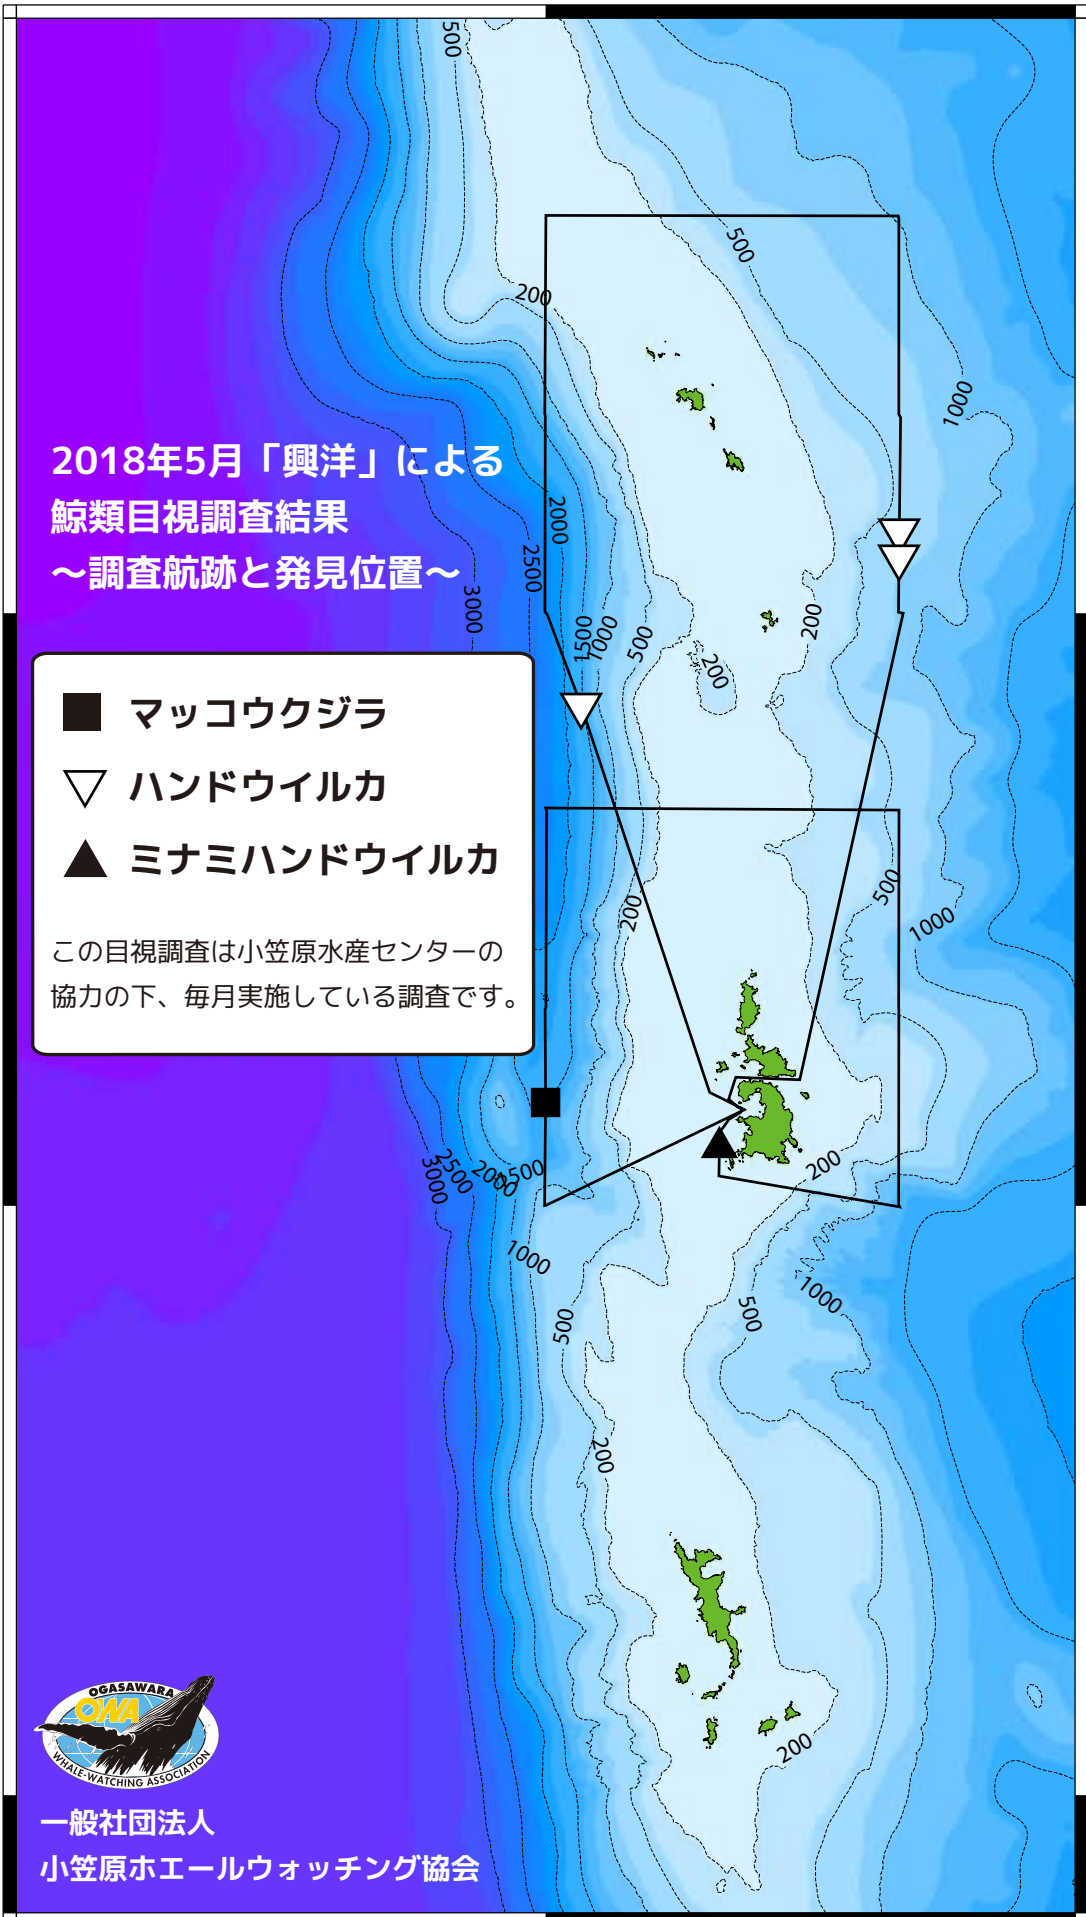 500
500
200
1000
2018年5月「興洋」による
鯨類目視調査結果
～調査航跡と発見位置～
2000
2500
3000
1500
1000
500
200
200
マッコウクジラ
ハンドウイルカ
ミナミハンドウイルカ
この目視調査は小笠原水産センターの
協力の下、毎月実施している調査です。
200
500
1000
3000
2500
2000
1500
200
1000
500
500
1000
200
200
OGASAWARA
OWA
WHALE-WATCHING ASSOCIATION
一般社団法人
小笠原ホエールウォッチング協会